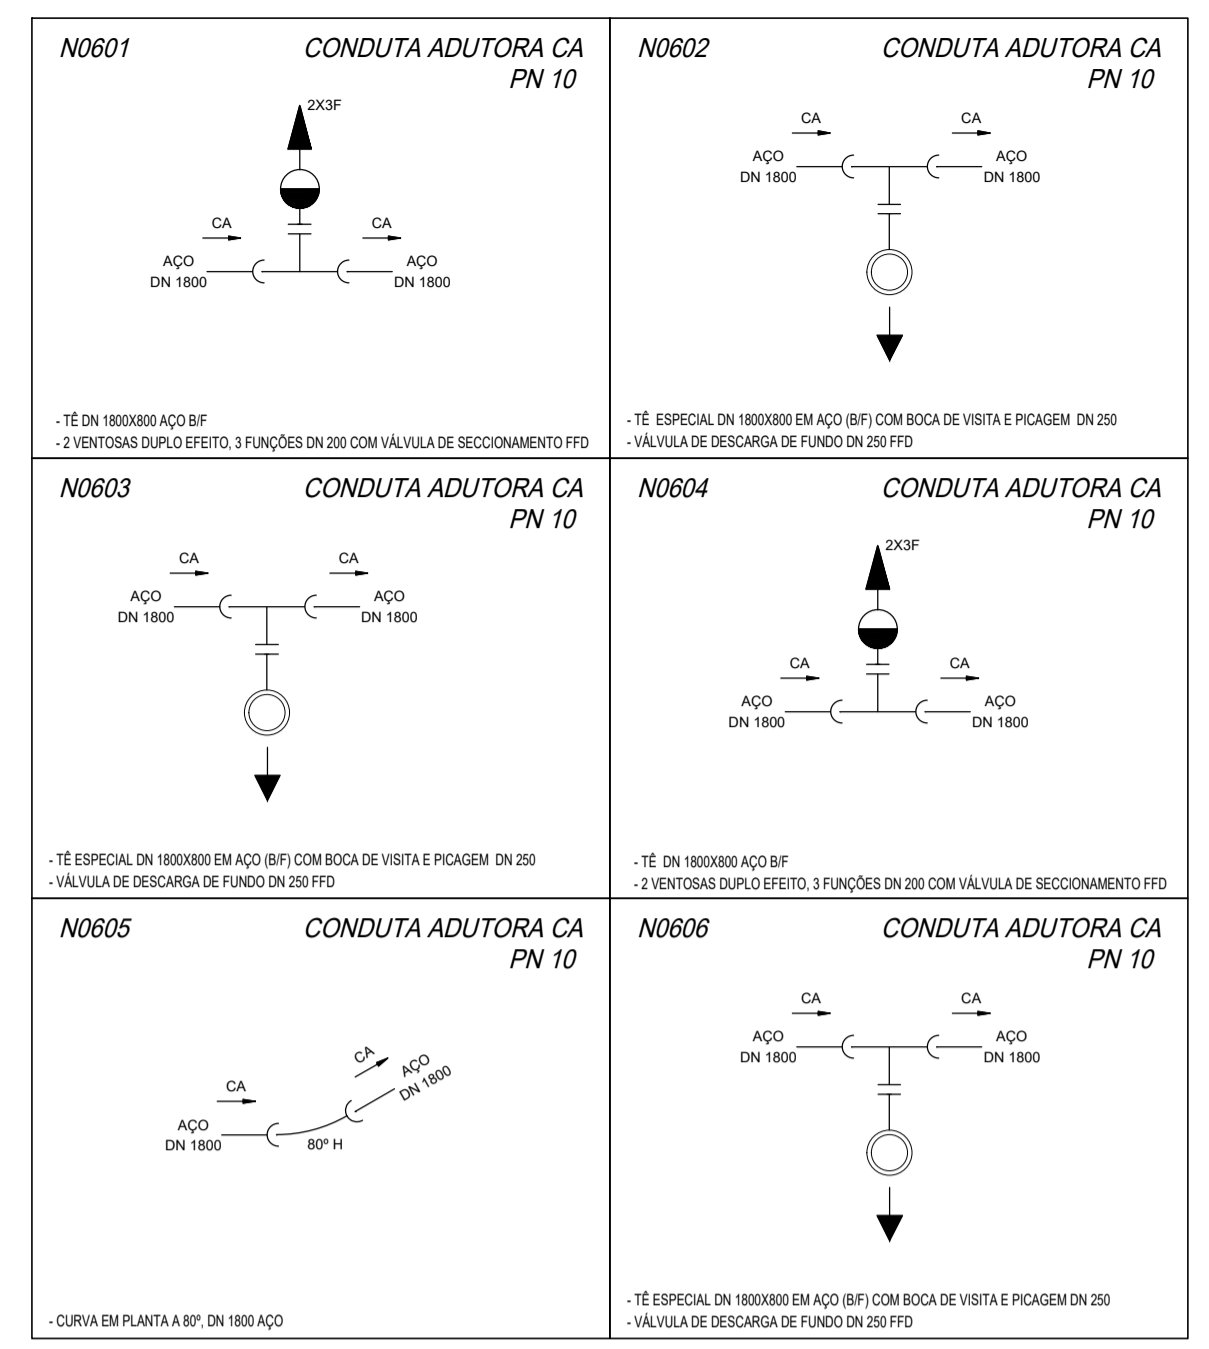 N0601
CONDUTA ADUTORA CA
PN 10
2X3F
CA
CA
AÇO
DN 1800
AÇO
DN 1800
- TÊ DN 1800X800 AÇO B/F
- 2 VENTOSAS DUPLO EFEITO, 3 FUNÇÕES DN 200 COM VÁLVULA DE SECCIONAMENTO FFD
N0602
CONDUTA ADUTORA CA
PN 10
CA
CA
AÇO
DN 1800
AÇO
DN 1800
- TÊ ESPECIAL DN 1800X800 EM AÇO (B/F) COM BOCA DE VISITA E PICAGEM DN 250
- VÁLVULA DE DESCARGA DE FUNDO DN 250 FFD
N0603
CONDUTA ADUTORA CA
PN 10
CA
CA
AÇO
DN 1800
AÇO
DN 1800
- TÊ ESPECIAL DN 1800X800 EM AÇO (B/F) COM BOCA DE VISITA E PICAGEM DN 250
- VÁLVULA DE DESCARGA DE FUNDO DN 250 FFD
N0604
CONDUTA ADUTORA CA
PN 10
2X3F
CA
CA
AÇO
DN 1800
AÇO
DN 1800
- TÊ DN 1800X800 AÇO B/F
- 2 VENTOSAS DUPLO EFEITO, 3 FUNÇÕES DN 200 COM VÁLVULA DE SECCIONAMENTO FFD
N0605
CONDUTA ADUTORA CA
PN 10
CA
CA
AÇO
DN 1800
AÇO
DN 1800
80º H
- CURVA EM PLANTA A 80º, DN 1800 AÇO
N0606
CONDUTA ADUTORA CA
PN 10
CA
CA
AÇO
DN 1800
AÇO
DN 1800
- TÊ ESPECIAL DN 1800X800 EM AÇO (B/F) COM BOCA DE VISITA E PICAGEM DN 250
- VÁLVULA DE DESCARGA DE FUNDO DN 250 FFD